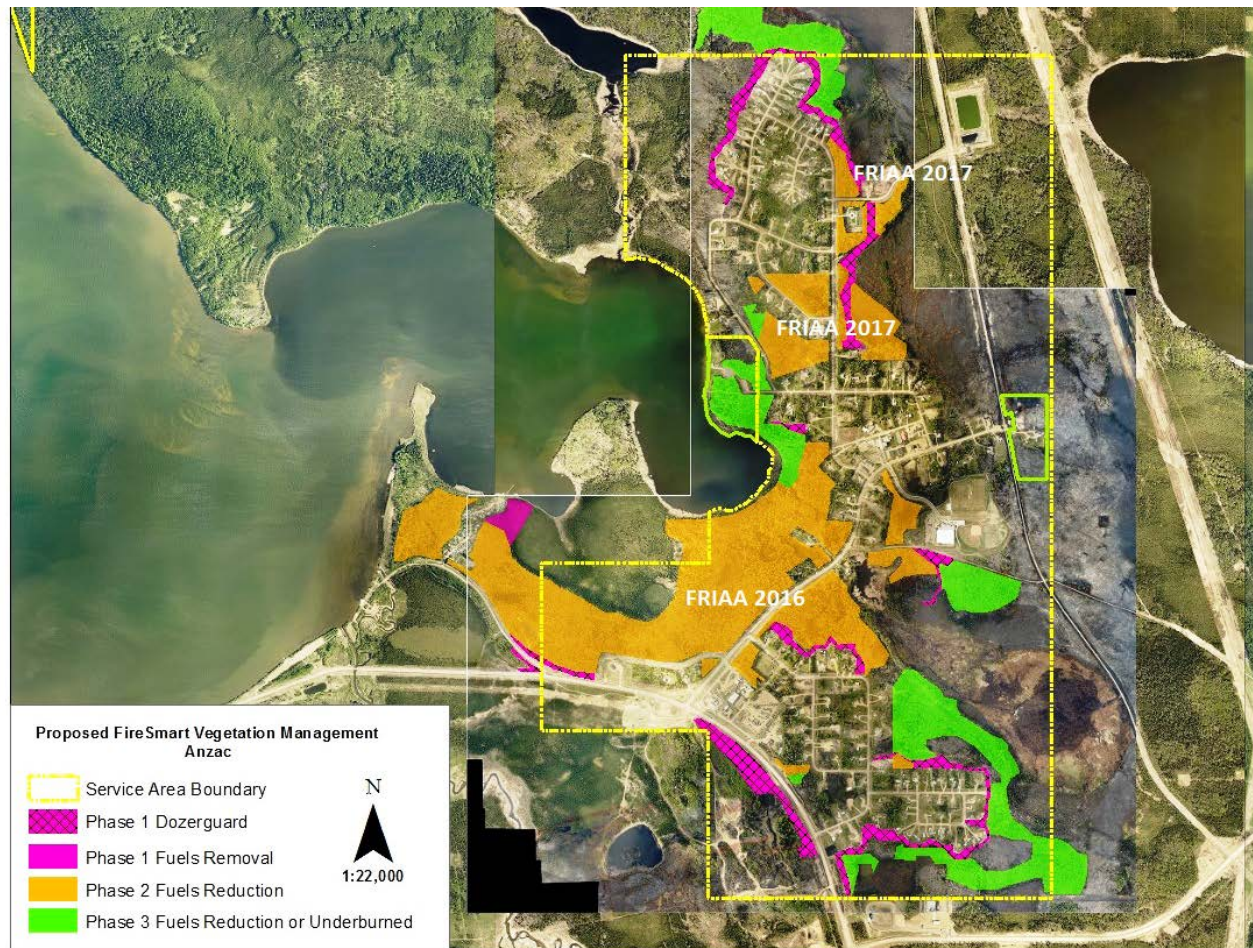 FRIAA 2017
FRIAA 2017
FRIAA 2016
Proposed FireSmart Vegetation Management
Anzac
Service Area Boundary
Phase 1 Dozerguard
Phase 1 Fuels Removal
Phase 2 Fuels Reduction
Phase 3 Fuels Reduction or Underburned
N
1:22,000